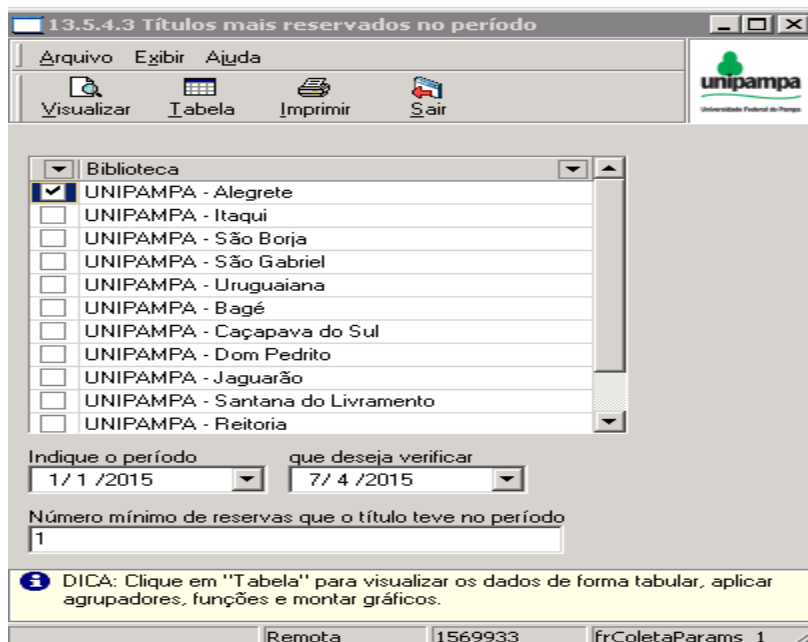 13.5.4.3 Títulos mais reservados no período
Arquivo Exibir Ajuda
Visualizar Tabela Imprimir Sair
unipampa
Universidade Federal do Pampa
Biblioteca
UNIPAMPA - Alegrete
UNIPAMPA - Itaqui
UNIPAMPA - São Borja
UNIPAMPA - São Gabriel
UNIPAMPA - Uruguaiana
UNIPAMPA - Bagé
UNIPAMPA - Caçapava do Sul
UNIPAMPA - Dom Pedrito
UNIPAMPA - Jaguarão
UNIPAMPA - Santana do Livramento
UNIPAMPA - Reitoria
Indique o período que deseja verificar
1/ 1 /2015 7/ 4 /2015
Número mínimo de reservas que o título teve no período
1
DICA: Clique em "Tabela" para visualizar os dados de forma tabular, aplicar
agrupadores, funções e montar gráficos.
Remota 1569933 frColetaParams_1